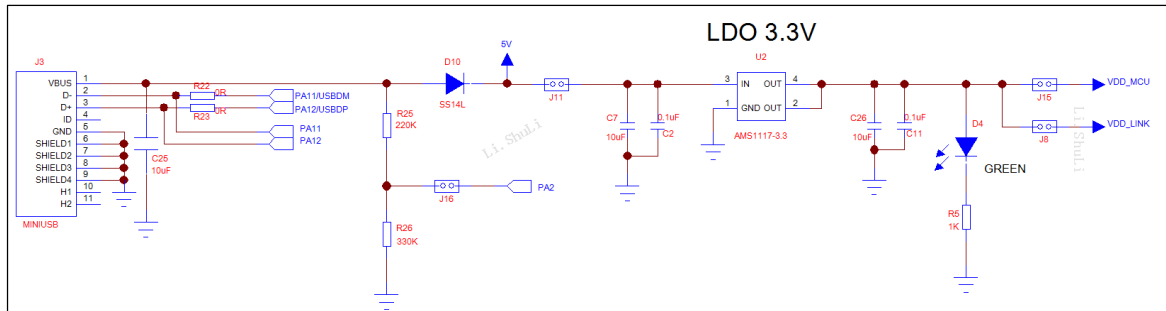 LDO 3.3V
J3
VBUS
D-
D+
ID
GND
SHIELD1
SHIELD2
SHIELD3
SHIELD4
H1
H2
1
2
3
4
5
6
7
8
9
10
11
MINIUSB
C25
10uF
R22
0R
R23
0R
PA11/USBDM
PA12/USBDP
PA11
PA12
R25
220K
R26
330K
J16
PA2
D10
SS14L
5V
J11
C7
10uF
0.1uF
C2
U2
3
IN
OUT
4
1
GND
OUT
2
AMS1117-3.3
C26
10uF
0.1uF
C11
D4
GREEN
R5
1K
J15
VDD_MCU
J8
VDD_LINK
Li.ShuLi
Li.ShuLi